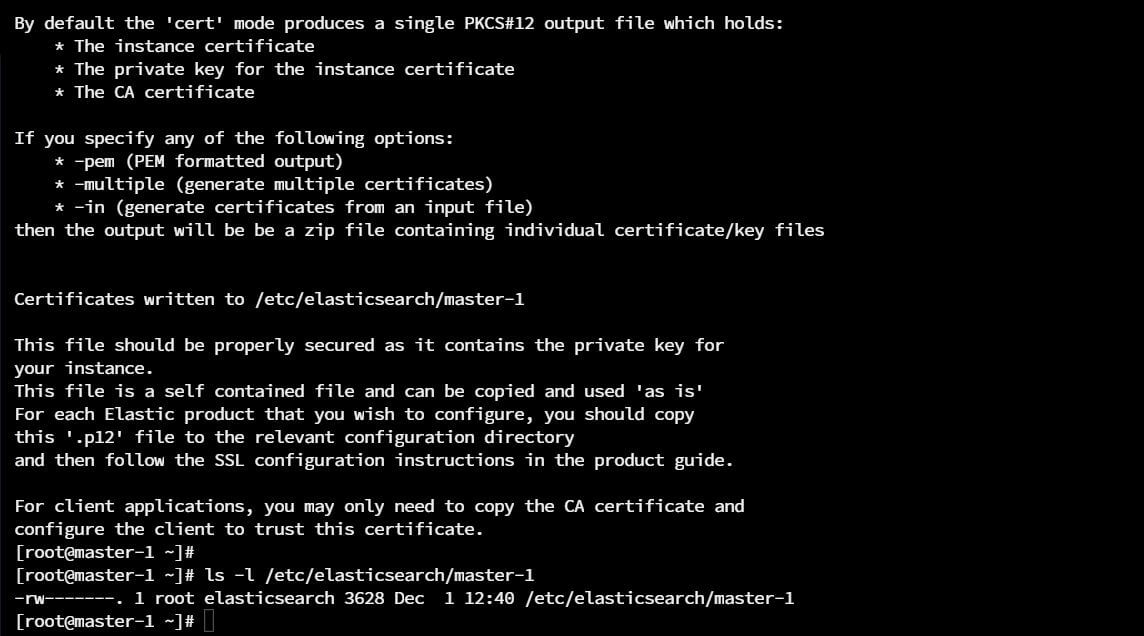 By default the 'cert' mode produces a single PKCS#12 output file which holds:
    * The instance certificate
    * The private key for the instance certificate
    * The CA certificate

If you specify any of the following options:
    * -pem (PEM formatted output)
    * -multiple (generate multiple certificates)
    * -in (generate certificates from an input file)
then the output will be be a zip file containing individual certificate/key files

Certificates written to /etc/elasticsearch/master-1

This file should be properly secured as it contains the private key for
your instance.
This file is a self contained file and can be copied and used 'as is'
For each Elastic product that you wish to configure, you should copy
this '.p12' file to the relevant configuration directory
and then follow the SSL configuration instructions in the product guide.

For client applications, you may only need to copy the CA certificate and
configure the client to trust this certificate.
[root@master-1 ~]#
[root@master-1 ~]# ls -l /etc/elasticsearch/master-1
-rw-------. 1 root elasticsearch 3628 Dec  1 12:40 /etc/elasticsearch/master-1
[root@master-1 ~]#